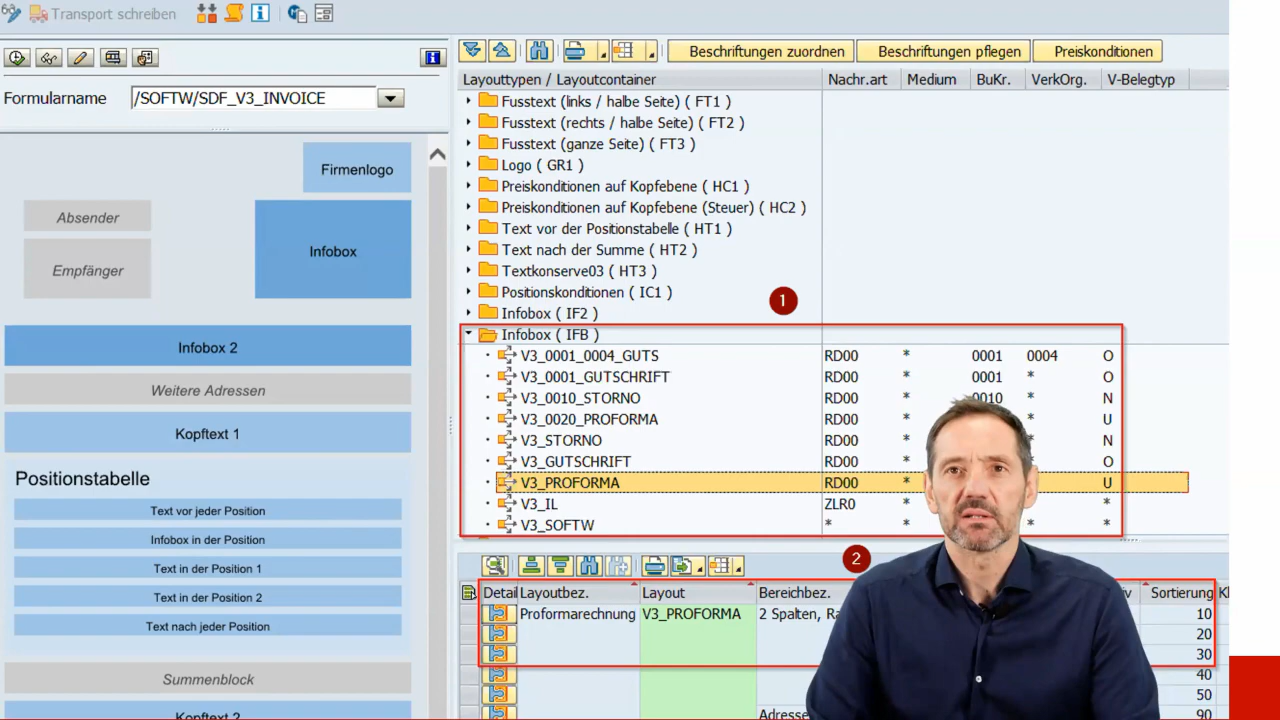 Transport schreiben
Formularname /SOFTW/SDF_V3_INVOICE
Firmenlogo
Absender
Infobox
Empfänger
Infobox 2
Weitere Adressen
Kopftext 1
Positionstabelle
Text vor jeder Position
Infobox in der Position
Text in der Position 1
Text in der Position 2
Text nach jeder Position
Summenblock
Kopftext 2
Beschriftungen zuordnen Beschriftungen pflegen Preiskonditionen
Layouttypen / Layoutcontainer Nachr.art Medium BuKr. VerkOrg. V-Belegtyp
Fusstext (links / halbe Seite) ( FT1 )
Fusstext (rechts / halbe Seite) ( FT2 )
Fusstext (ganze Seite) ( FT3 )
Logo ( GR1 )
Preiskonditionen auf Kopfebene ( HC1 )
Preiskonditionen auf Kopfebene (Steuer) ( HC2 )
Text vor der Positionstabelle ( HT1 )
Text nach der Summe ( HT2 )
Textkonserve03 ( HT3 )
Positionskonditionen ( IC1 )
1
Infobox ( IF2 )
Infobox ( IFB )
V3_0001_0004_GUTS RD00 * 0001 0004 O
V3_0001_GUTSCHRIFT RD00 * 0001 * O
V3_0010_STORNO RD00 * 0010 * N
V3_0020_PROFORMA RD00 * * U
V3_STORNO RD00 * * N
V3_GUTSCHRIFT RD00 * O
V3_PROFORMA RD00 * U
V3_IL ZLR0 * * *
V3_SOFTW * * * *
2
Detail Layoutbez. Layout Bereichbez. Sortierung
Proformarechnung V3_PROFORMA 2 Spalten, 10
20
30
40
50
90